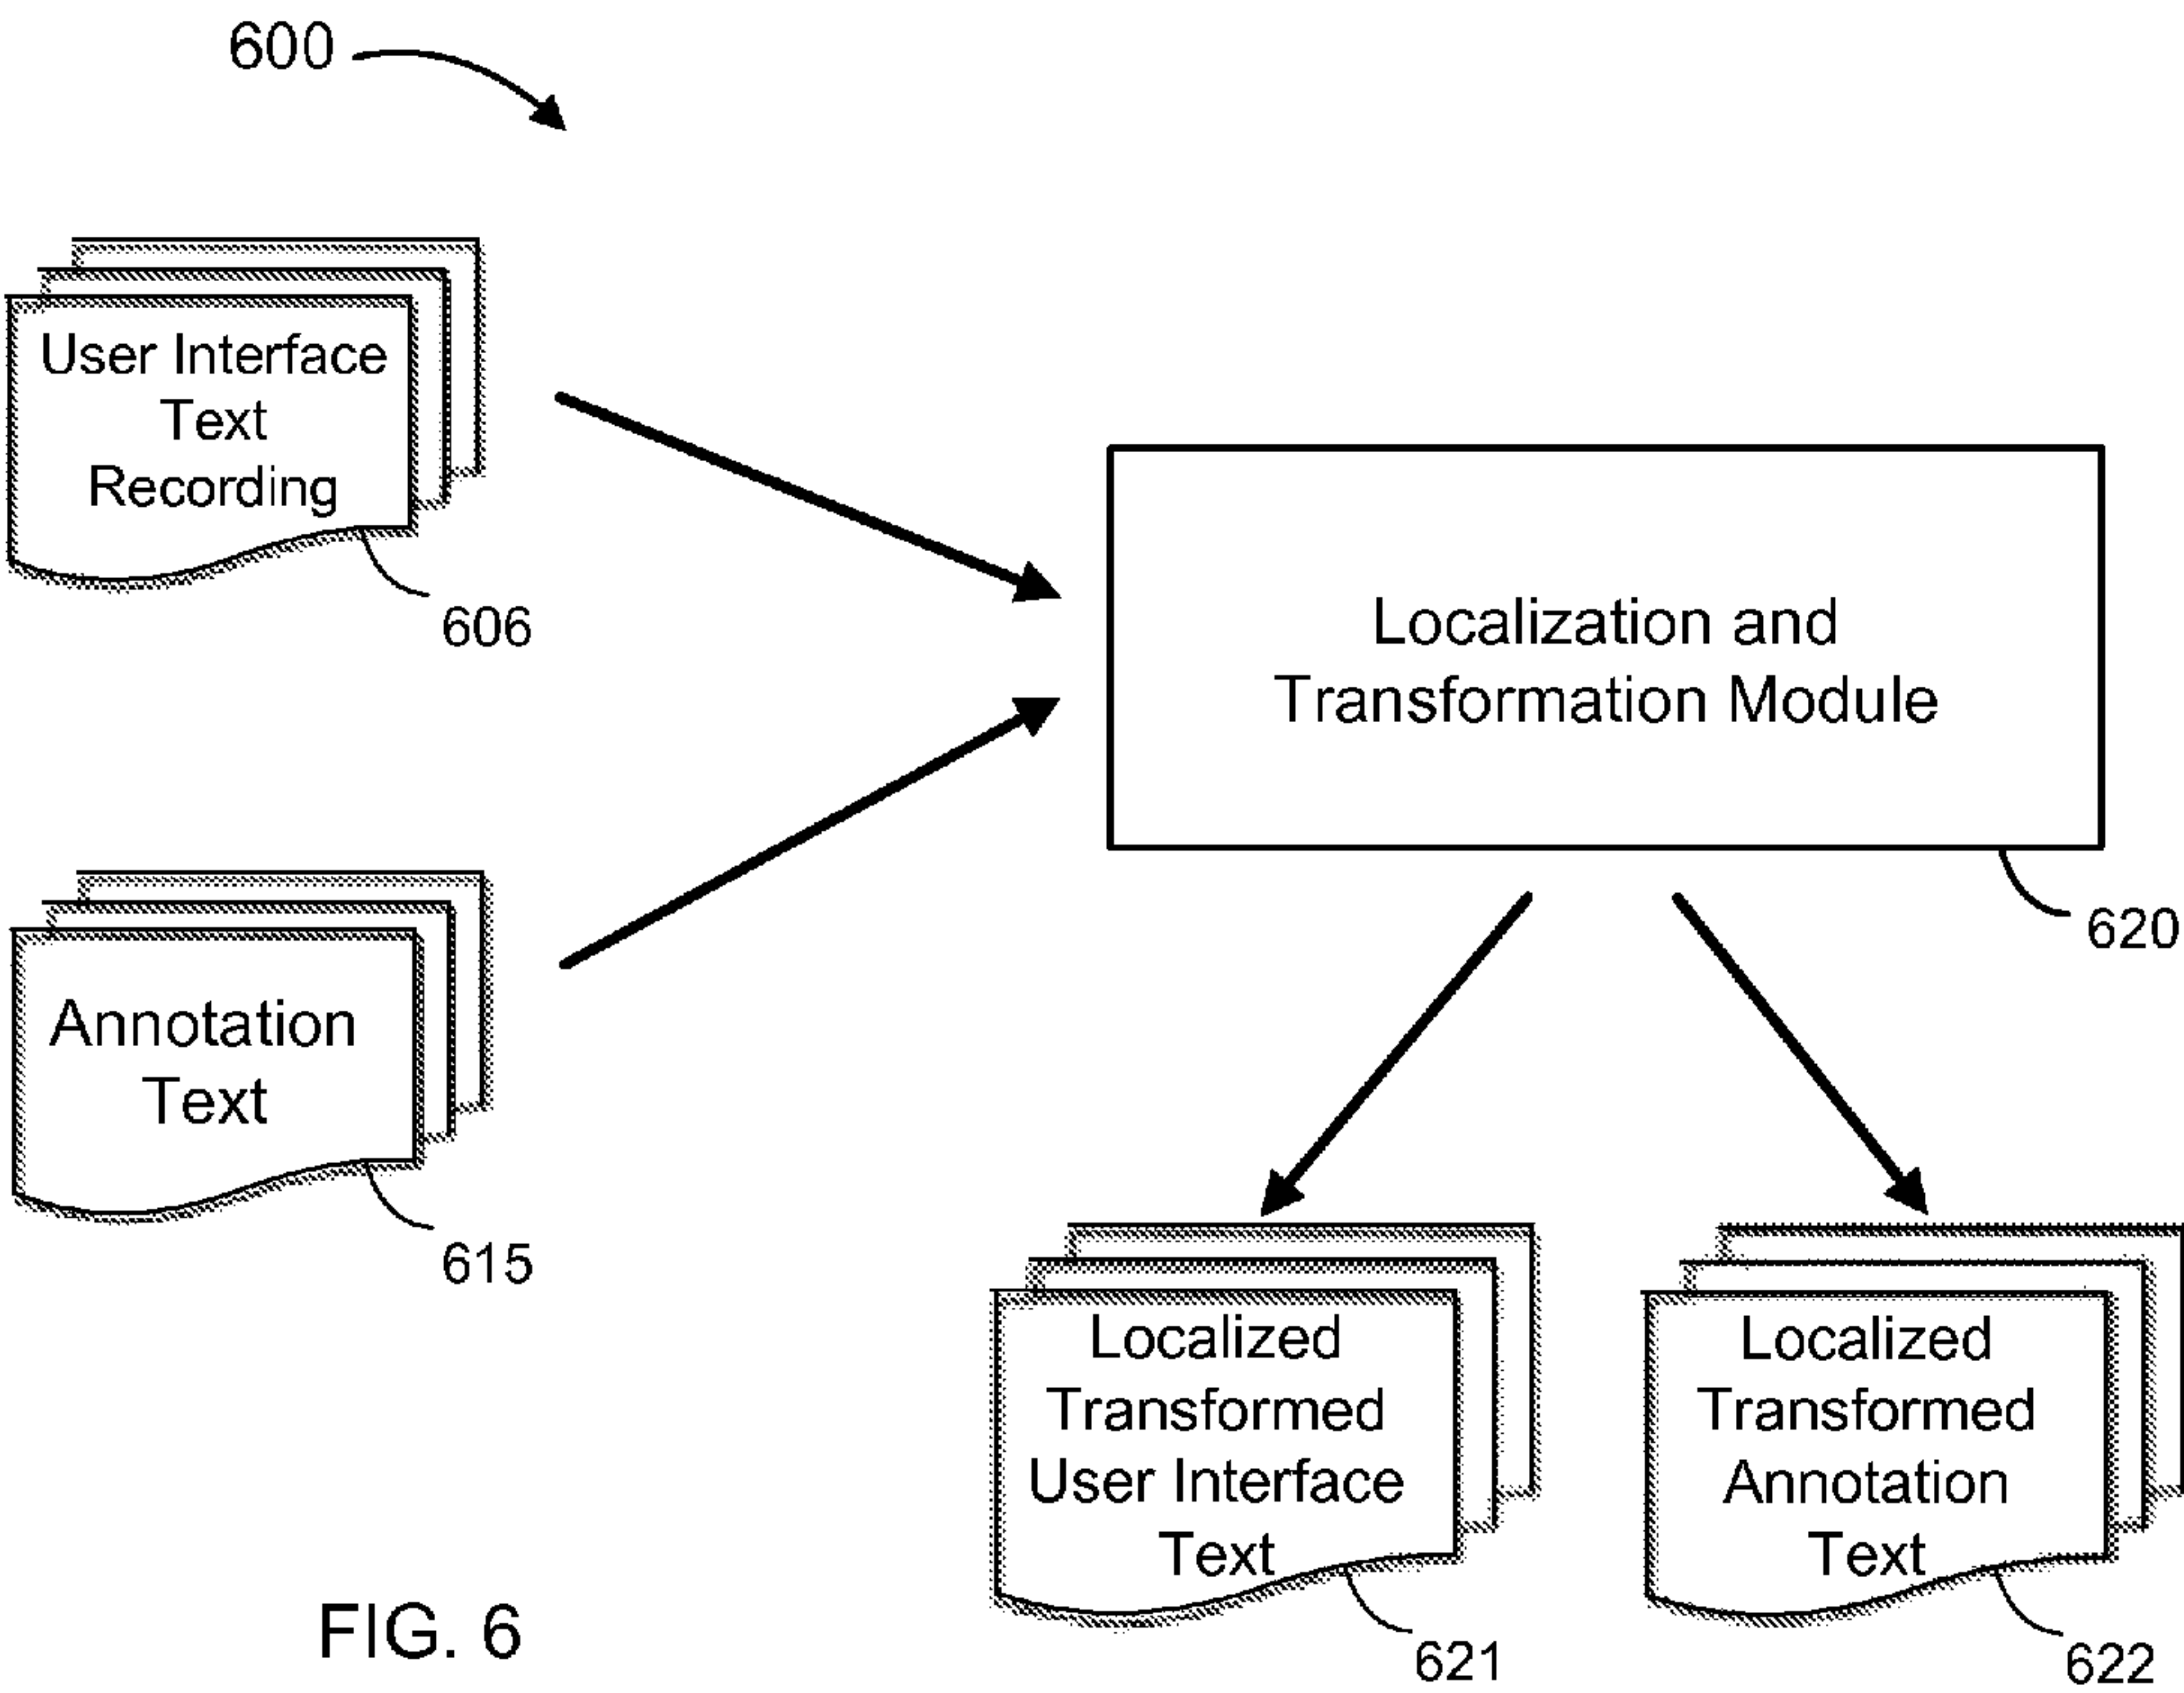 600
User Interface
Text
Recording
606
Localization and
Transformation Module
620
Annotation
Text
615
Localized
Transformed
User Interface
Text
621
Localized
Transformed
Annotation
Text
622
FIG. 6